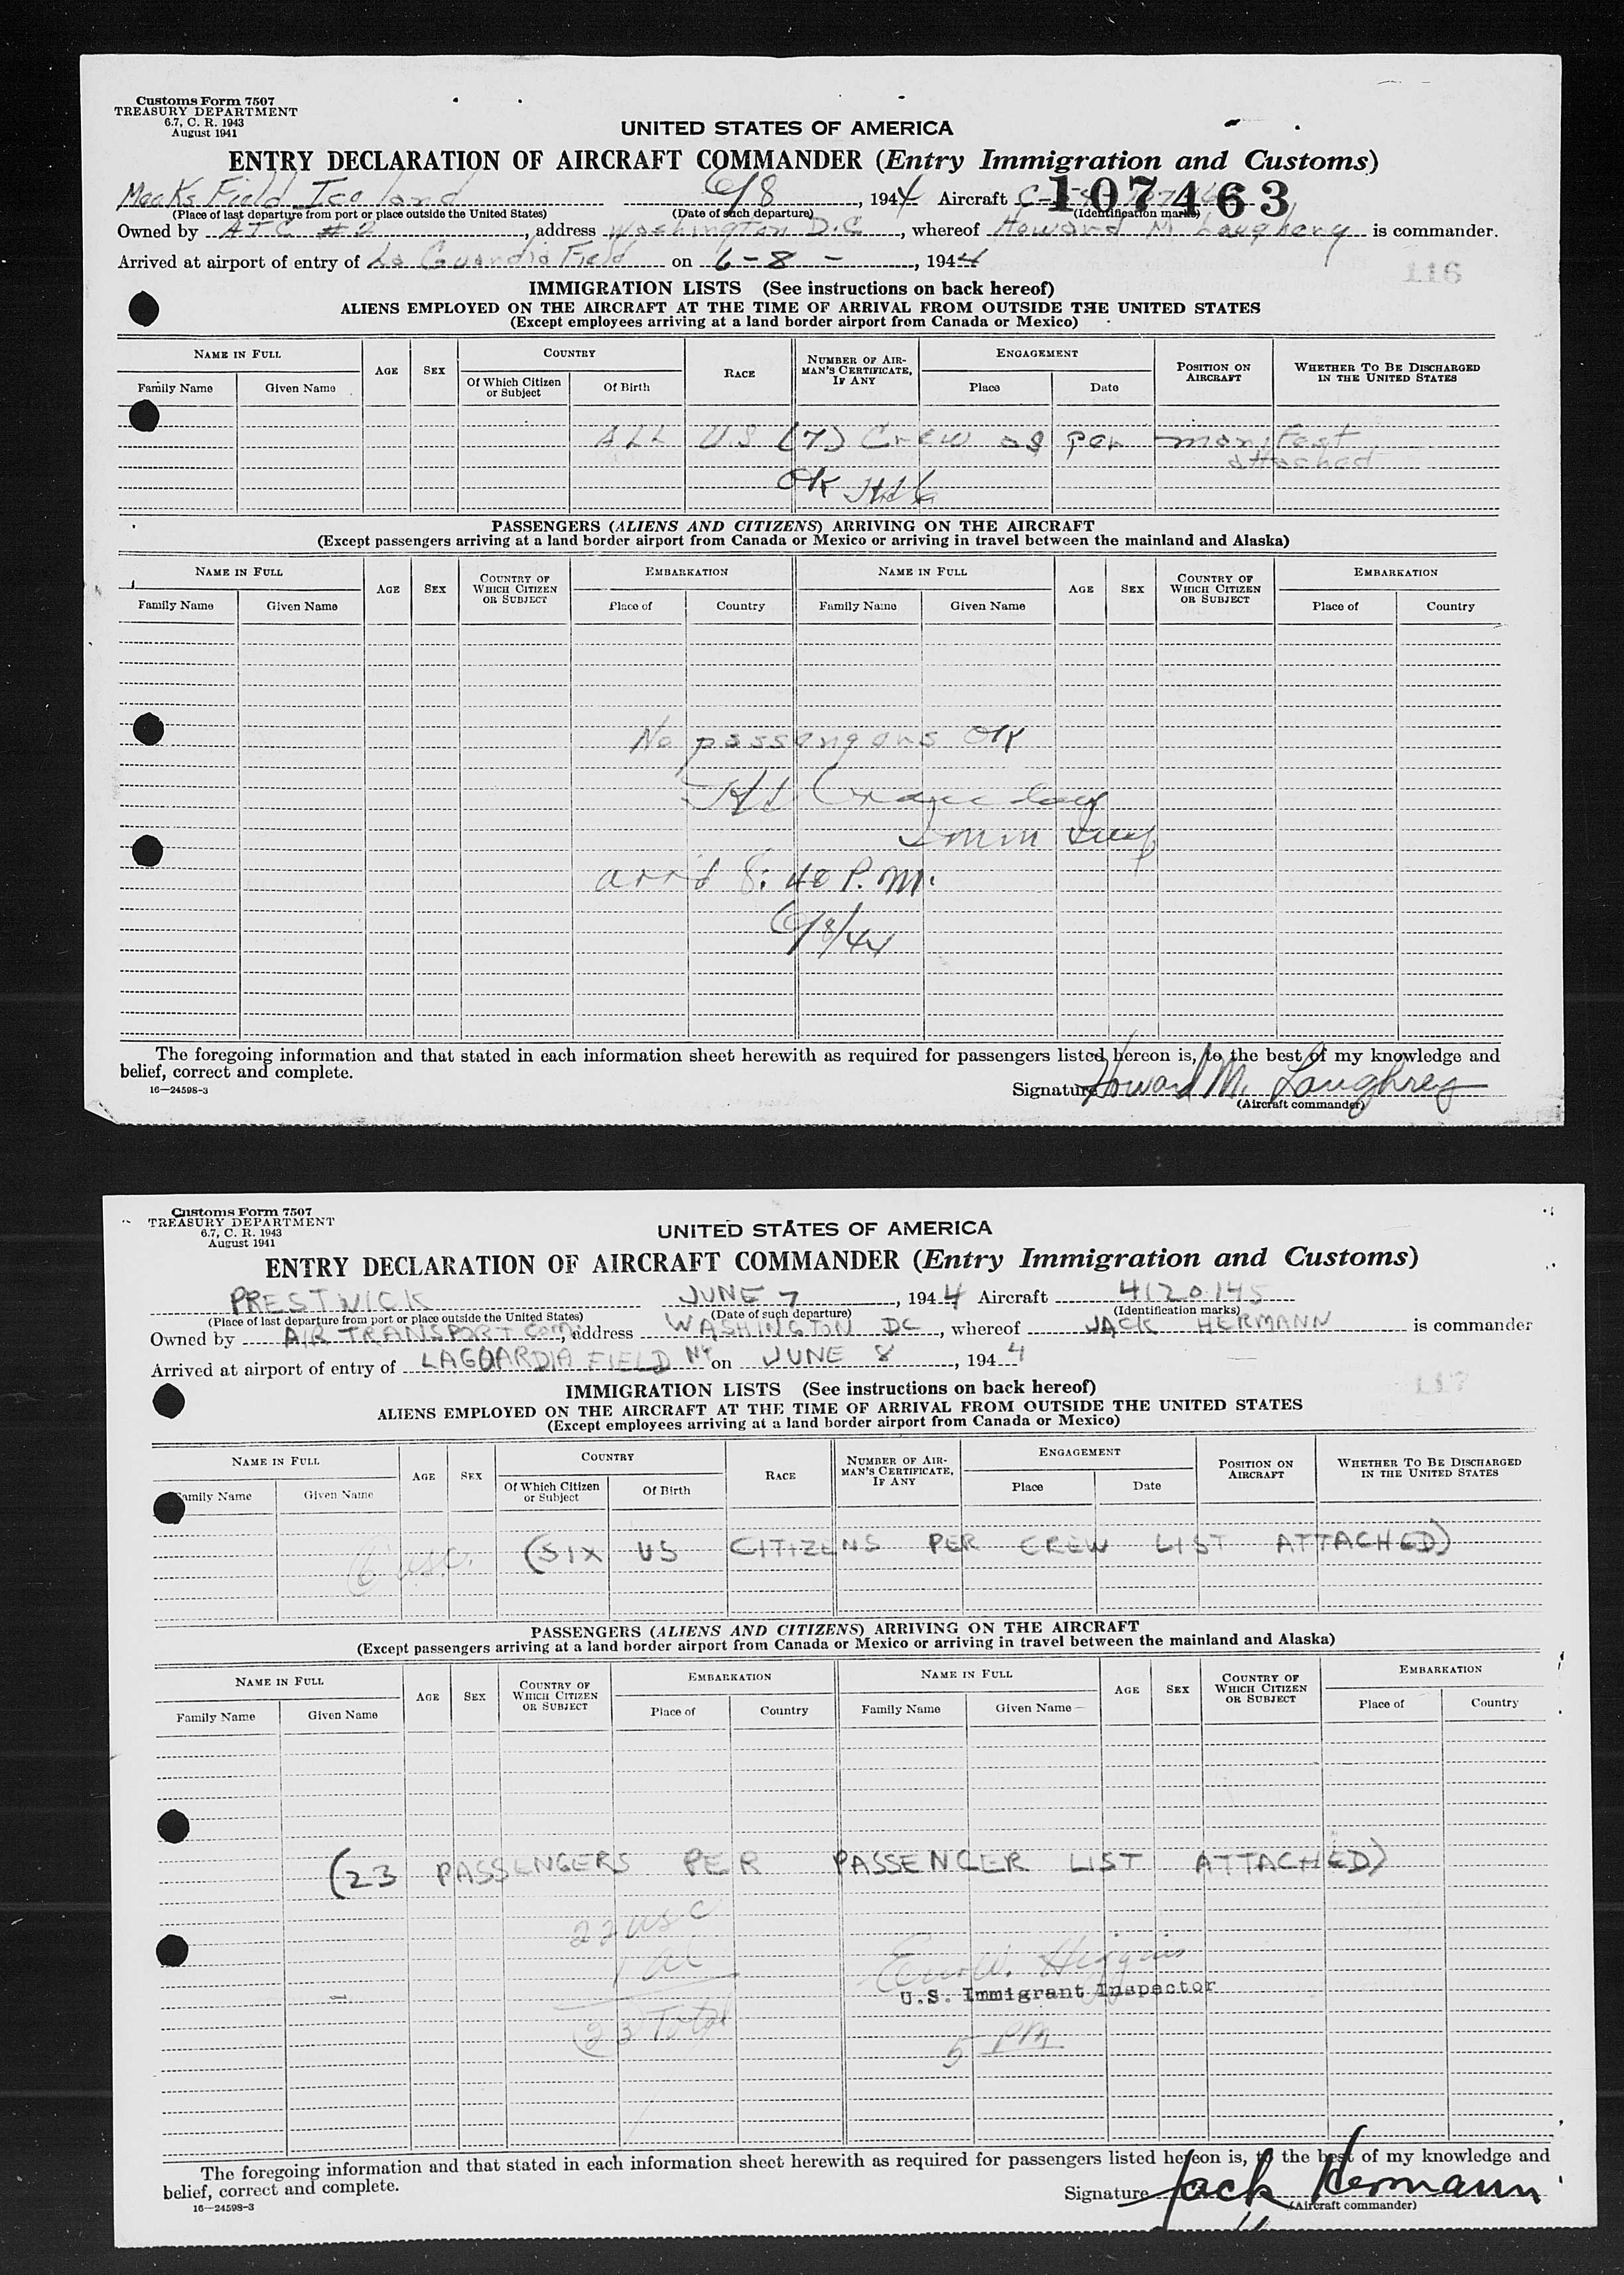 Customs Form 7507
TREASURY DEPARTMENT
6.7, C. R. 1943
August 1941
UNITED STATES OF AMERICA
ENTRY DECLARATION OF AIRCRAFT COMMANDER (Entry Immigration and Customs)
Meeks Field Iceland 6/8, 1944 Aircraft C-
107463
(Place of last departure from port or place outside the United States) (Date of such departure) (Identification marks)
Owned by ATC #2, address Washington D.C, whereof Howard M Laughery is commander.
Arrived at airport of entry of La Guardia Field on 6-8-, 1944
116
IMMIGRATION LISTS (See instructions on back hereof)
ALIENS EMPLOYED ON THE AIRCRAFT AT THE TIME OF ARRIVAL FROM OUTSIDE THE UNITED STATES
(Except employees arriving at a land border airport from Canada or Mexico)
Name in Full Age Sex Country Race Number of Airman's Certificate, If Any Engagement Position on Aircraft Whether To Be Discharged in the United States
Family Name Given Name Of Which Citizen or Subject Of Birth Place Date
ALL U.S (7) Crew as per manifest
attached
OK
PASSENGERS (ALIENS AND CITIZENS) ARRIVING ON THE AIRCRAFT
(Except passengers arriving at a land border airport from Canada or Mexico or arriving in travel between the mainland and Alaska)
Name in Full Age Sex Country of Which Citizen or Subject Embarkation Name in Full Age Sex Country of Which Citizen or Subject Embarkation
Family Name Given Name Place of Country Family Name Given Name Place of Country
No passengers OK
Imm Insp
arr'd 8:40 P.M.
6/8/44
The foregoing information and that stated in each information sheet herewith as required for passengers listed hereon is, to the best of my knowledge and
belief, correct and complete.
16—24598-3
Signature Howard M. Laughrey
(Aircraft commander)
Customs Form 7507
TREASURY DEPARTMENT
6.7, C. R. 1943
August 1941
UNITED STATES OF AMERICA
ENTRY DECLARATION OF AIRCRAFT COMMANDER (Entry Immigration and Customs)
PRESTWICK JUNE 7, 1944 Aircraft 4120145
(Place of last departure from port or place outside the United States) (Date of such departure) (Identification marks)
Owned by AIR TRANSPORT COM., address WASHINGTON DC, whereof JACK HERMANN is commander
Arrived at airport of entry of LAGUARDIA FIELD NY on JUNE 8, 1944
117
IMMIGRATION LISTS (See instructions on back hereof)
ALIENS EMPLOYED ON THE AIRCRAFT AT THE TIME OF ARRIVAL FROM OUTSIDE THE UNITED STATES
(Except employees arriving at a land border airport from Canada or Mexico)
Name in Full Age Sex Country Race Number of Airman's Certificate, If Any Engagement Position on Aircraft Whether To Be Discharged in the United States
Family Name Given Name Of Which Citizen or Subject Of Birth Place Date
6 usc. (SIX US CITIZENS PER CREW LIST ATTACHED)
PASSENGERS (ALIENS AND CITIZENS) ARRIVING ON THE AIRCRAFT
(Except passengers arriving at a land border airport from Canada or Mexico or arriving in travel between the mainland and Alaska)
Name in Full Age Sex Country of Which Citizen or Subject Embarkation Name in Full Age Sex Country of Which Citizen or Subject Embarkation
Family Name Given Name Place of Country Family Name Given Name Place of Country
(23 PASSENGERS PER PASSENGER LIST ATTACHED)
22 usc
1 al
23 Total
W. Higgins
U.S. Immigrant Inspector
5 PM
The foregoing information and that stated in each information sheet herewith as required for passengers listed hereon is, to the best of my knowledge and
belief, correct and complete.
16—24598-3
Signature Jack Hermann
(Aircraft commander)